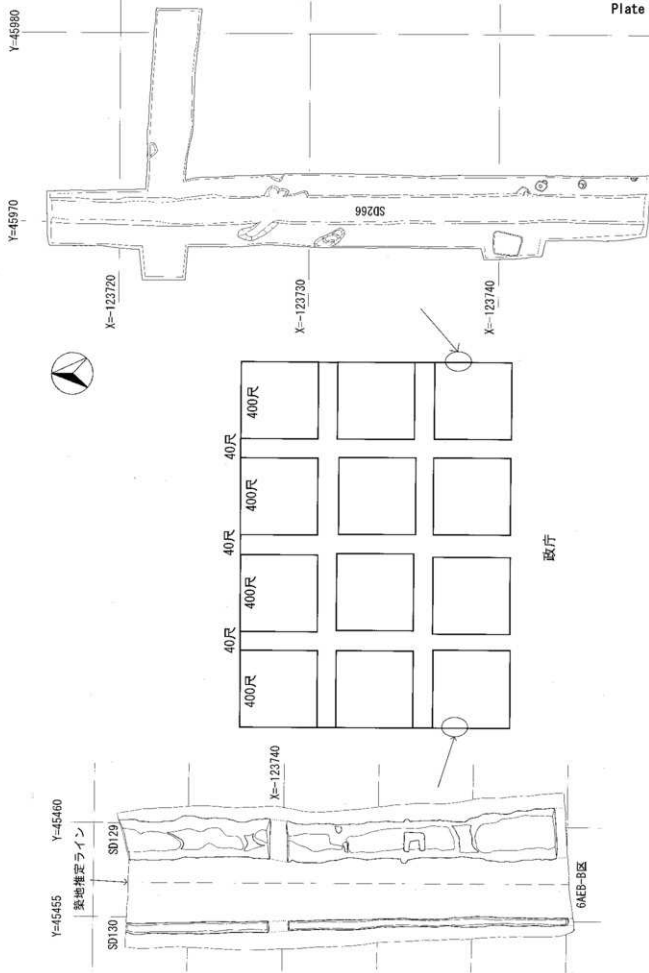 Plate
Y=45980
Y=45970
SD266
X=-123720
X=-123730
X=-123740
400尺
40尺
400尺
40尺
400尺
40尺
400尺
政庁
X=-123740
Y=45460
SD129
築地推定ライン
Y=45455
SD130
6AEB-B区